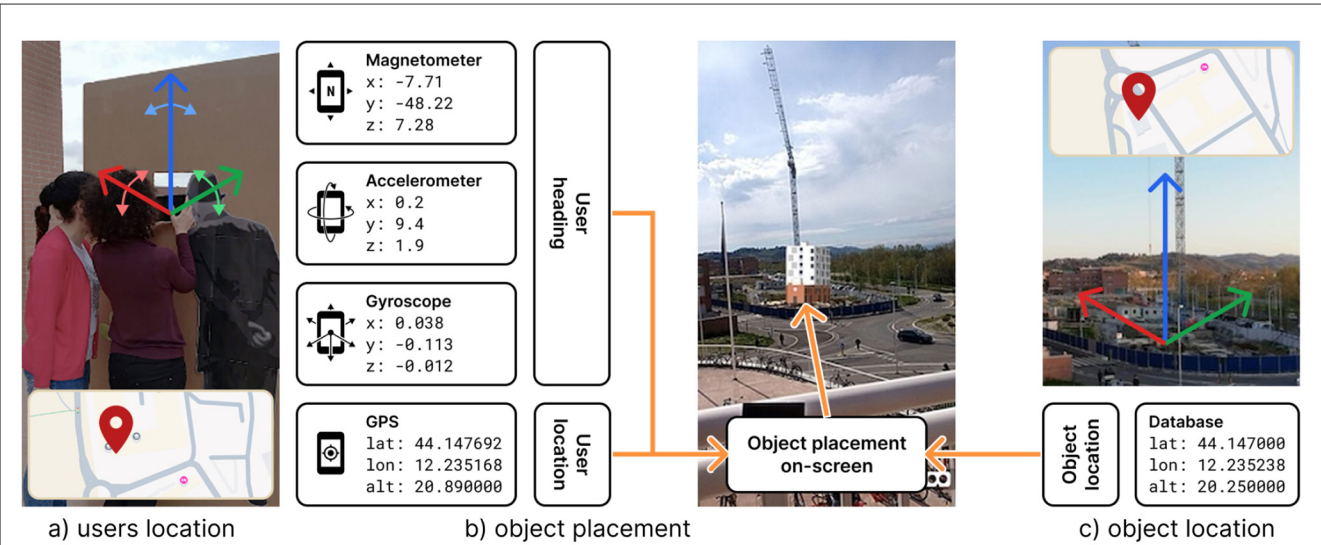 Magnetometer
x: -7.71
y: -48.22
z: 7.28
N
Accelerometer
x: 0.2
y: 9.4
z: 1.9
Gyroscope
x: 0.038
y: -0.113
z: -0.012
GPS
lat: 44.147692
lon: 12.235168
alt: 20.890000
User
heading
User
location
Object placement
on-screen
Object
location
Database
lat: 44.147000
lon: 12.235238
alt: 20.250000
a) users location
b) object placement
c) object location